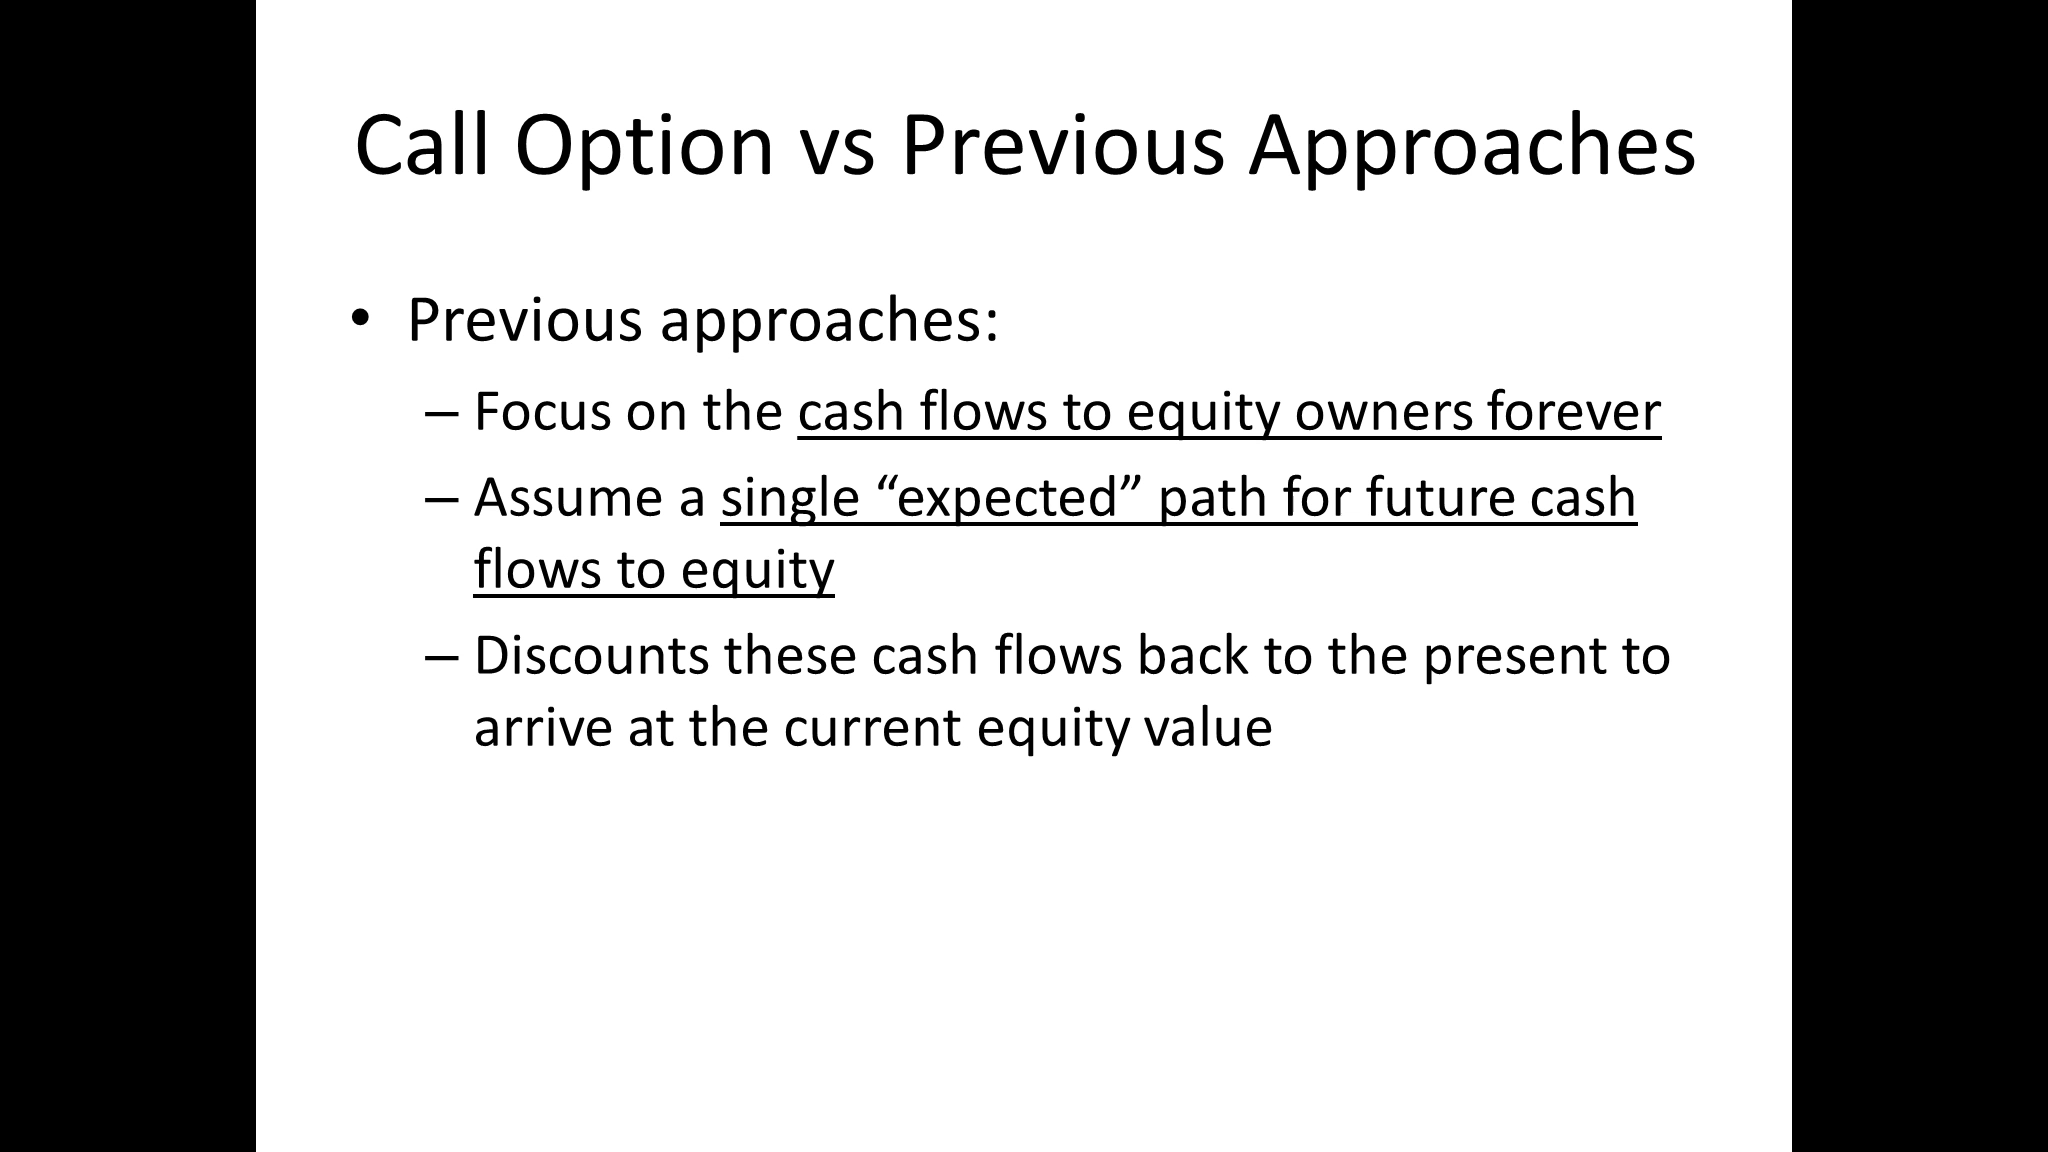 Call Option vs Previous Approaches
• Previous approaches:
– Focus on the cash flows to equity owners forever
– Assume a single “expected” path for future cash
flows to equity
– Discounts these cash flows back to the present to
arrive at the current equity value